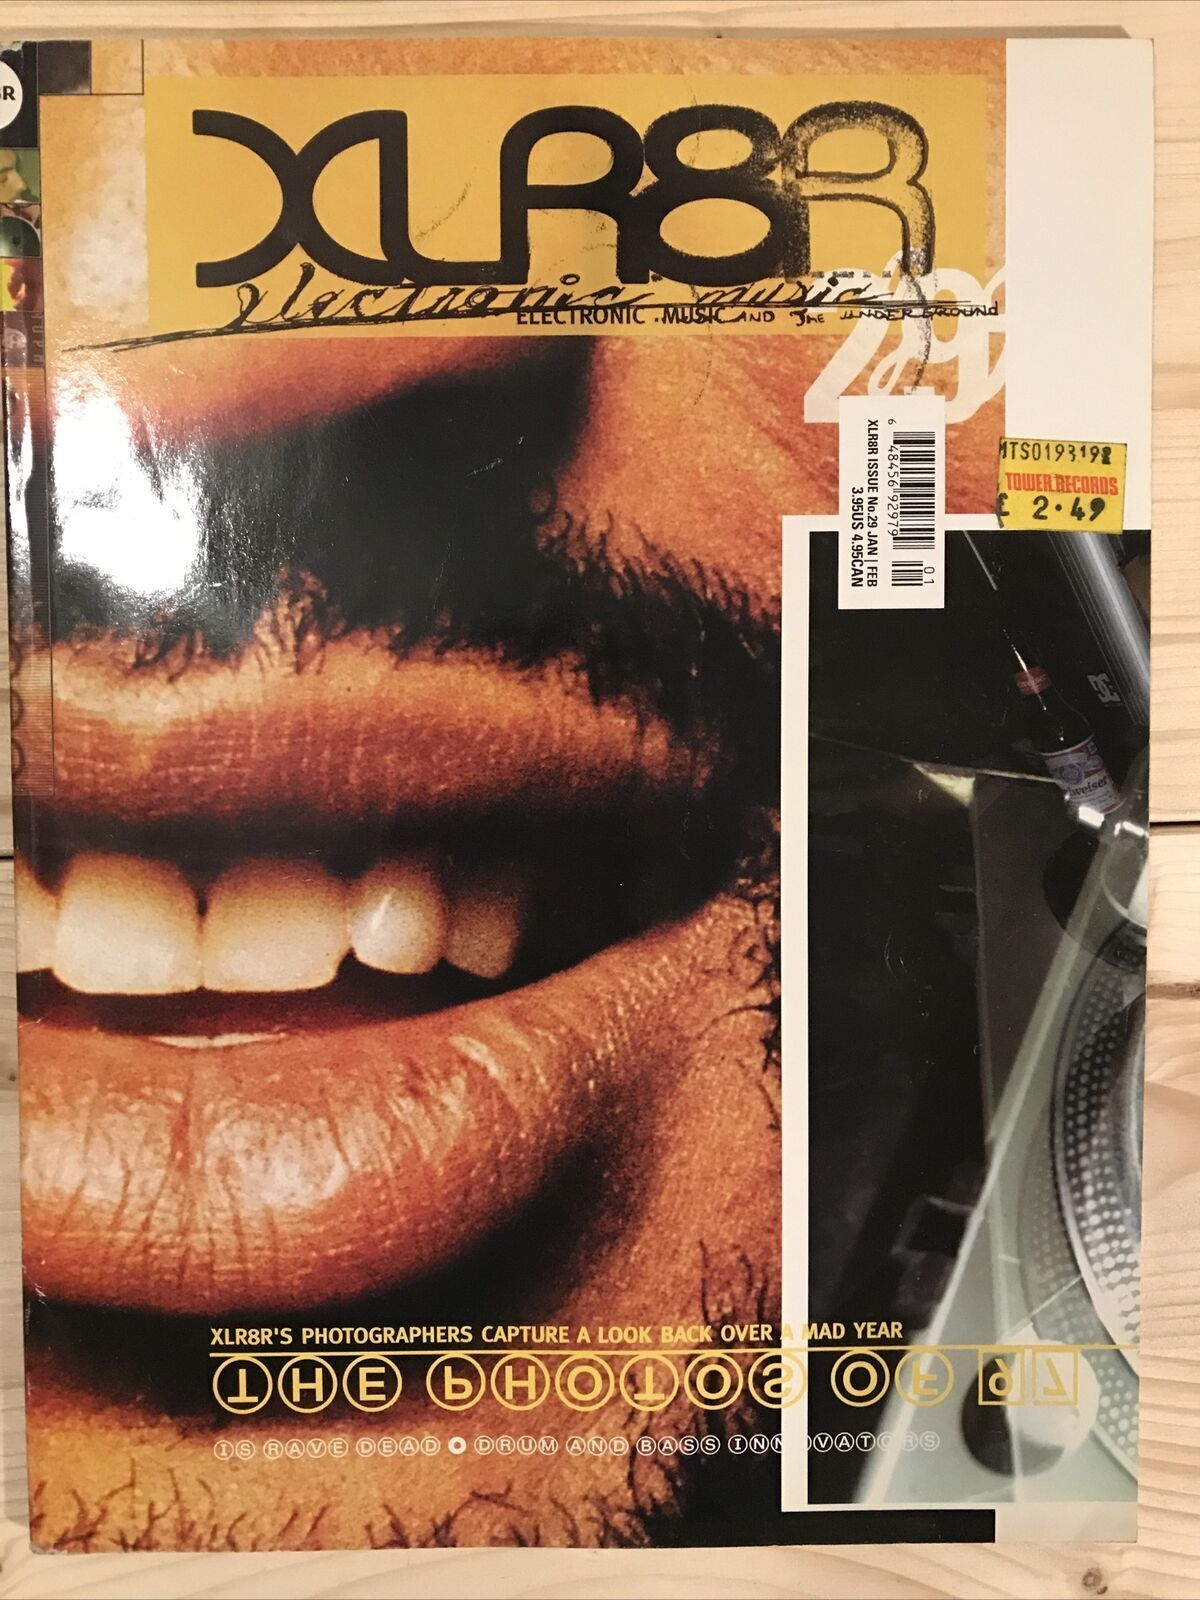 XLR8R
electronic music
ELECTRONIC MUSIC AND THE UNDERGROUND
29
6 48456 92979 01
XLR8R ISSUE No.29 JAN | FEB
3.95US 4.95CAN
TOWER RECORDS
£ 2.49
XLR8R'S PHOTOGRAPHERS CAPTURE A LOOK BACK OVER A MAD YEAR
THE PHOTOS OF 97
IS RAVE DEAD DRUM AND BASS INNOVATORS